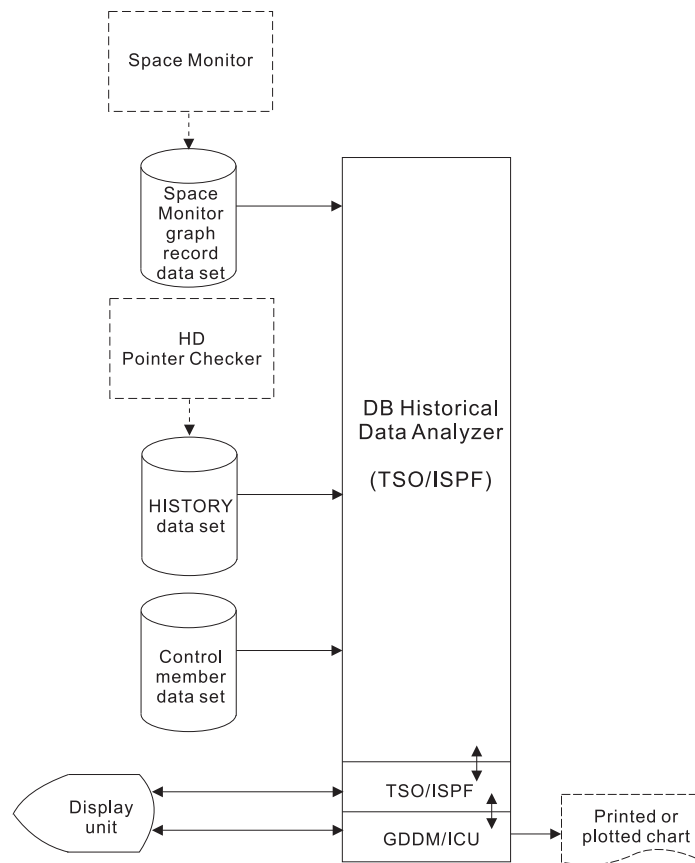 Space Monitor
Space
Monitor
graph
record
data set
HD
Pointer Checker
DB Historical
Data Analyzer
(TSO/ISPF)
HISTORY
data set
Control
member
data set
TSO/ISPF
Display
unit
GDDM/ICU
Printed or
plotted chart